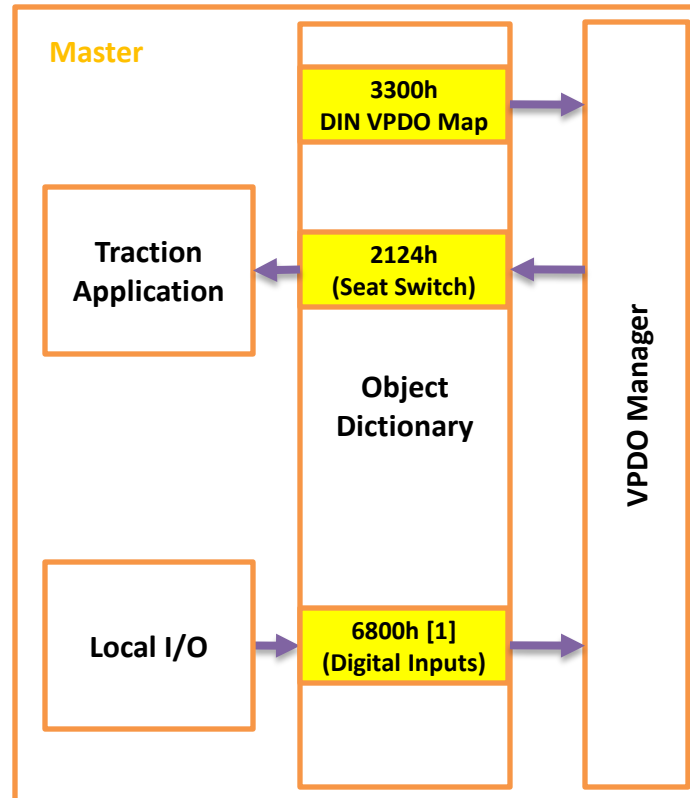 Master
3300h
DIN VPDO Map
Traction
Application
2124h
(Seat Switch)
Object
Dictionary
VPDO Manager
Local I/O
6800h [1]
(Digital Inputs)